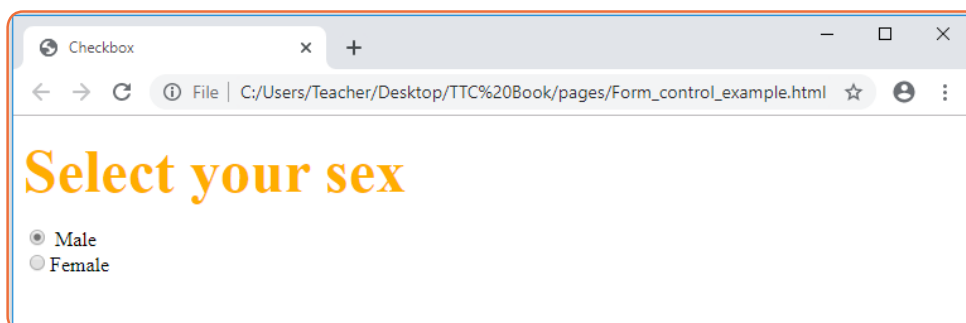 Checkbox
File | C:/Users/Teacher/Desktop/TTC%20Book/pages/Form_control_example.html
Select your sex
Male
Female